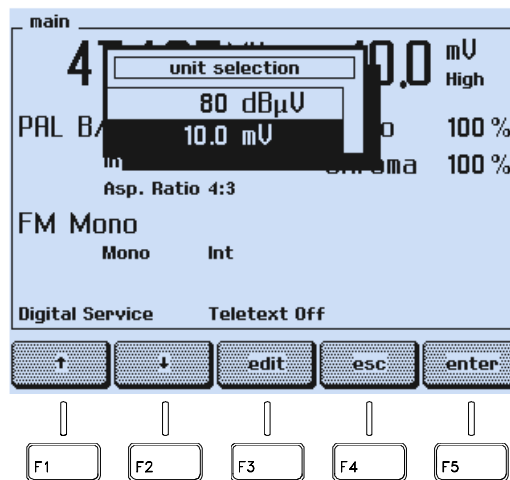 main
unit selection
mV
High
80 dBµV
10.0 mV
PAL B/
100 %
100 %
Asp. Ratio 4:3
FM Mono
Mono Int
Digital Service Teletext Off
↑ ↓ edit esc enter
F1 F2 F3 F4 F5